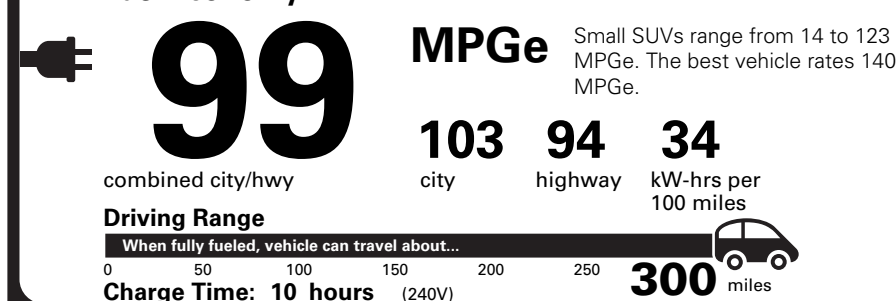 99
MPGe
Small SUVs range from 14 to 123
MPGe. The best vehicle rates 140
MPGe.
combined city/hwy
103 94 34
city highway kW-hrs per
100 miles
Driving Range
When fully fueled, vehicle can travel about...
0 50 100 150 200 250 300 miles
Charge Time: 10 hours (240V)